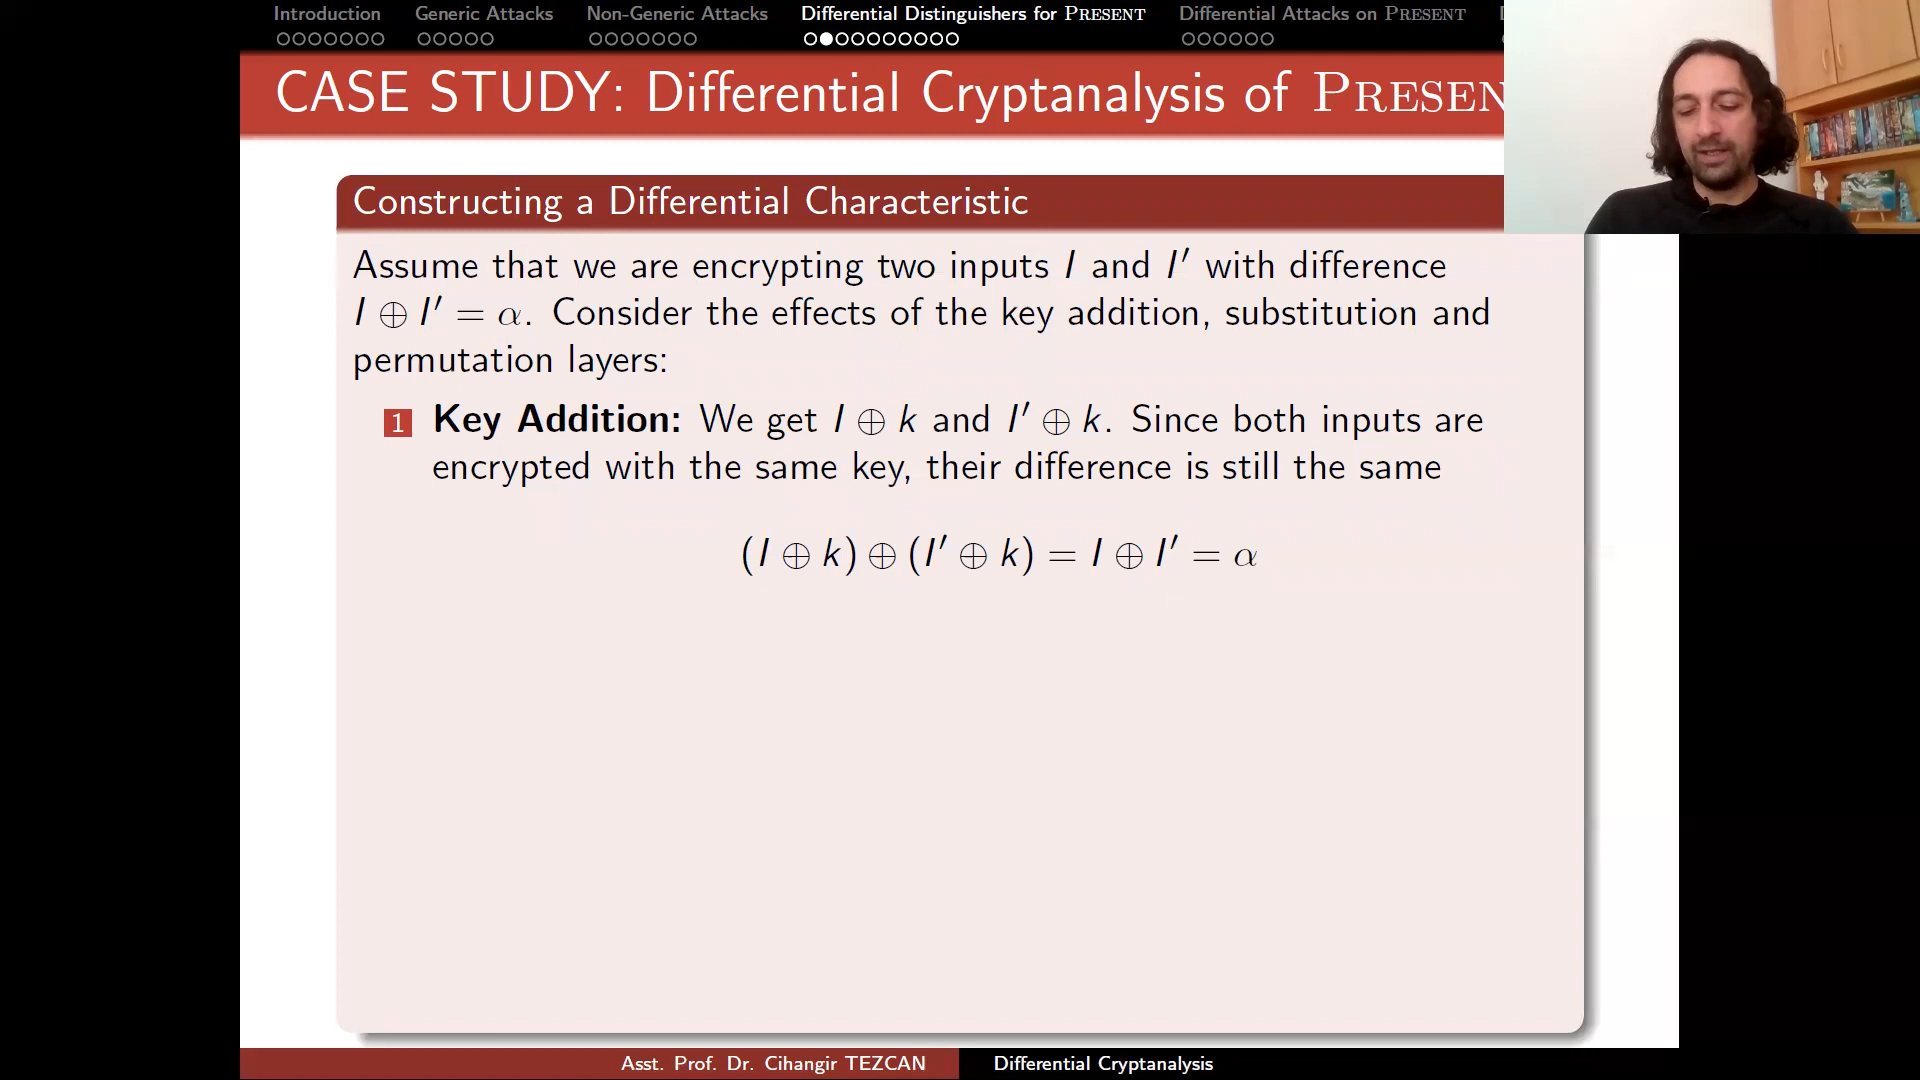 Introduction Generic Attacks Non-Generic Attacks Differential Distinguishers for PRESENT Differential Attacks on PRESENT
CASE STUDY: Differential Cryptanalysis of PRESEN
Constructing a Differential Characteristic
Assume that we are encrypting two inputs I and I′ with difference
I ⊕ I′ = α. Consider the effects of the key addition, substitution and
permutation layers:
1 Key Addition: We get I ⊕ k and I′ ⊕ k. Since both inputs are
encrypted with the same key, their difference is still the same
(I ⊕ k) ⊕ (I′ ⊕ k) = I ⊕ I′ = α
Asst. Prof. Dr. Cihangir TEZCAN Differential Cryptanalysis